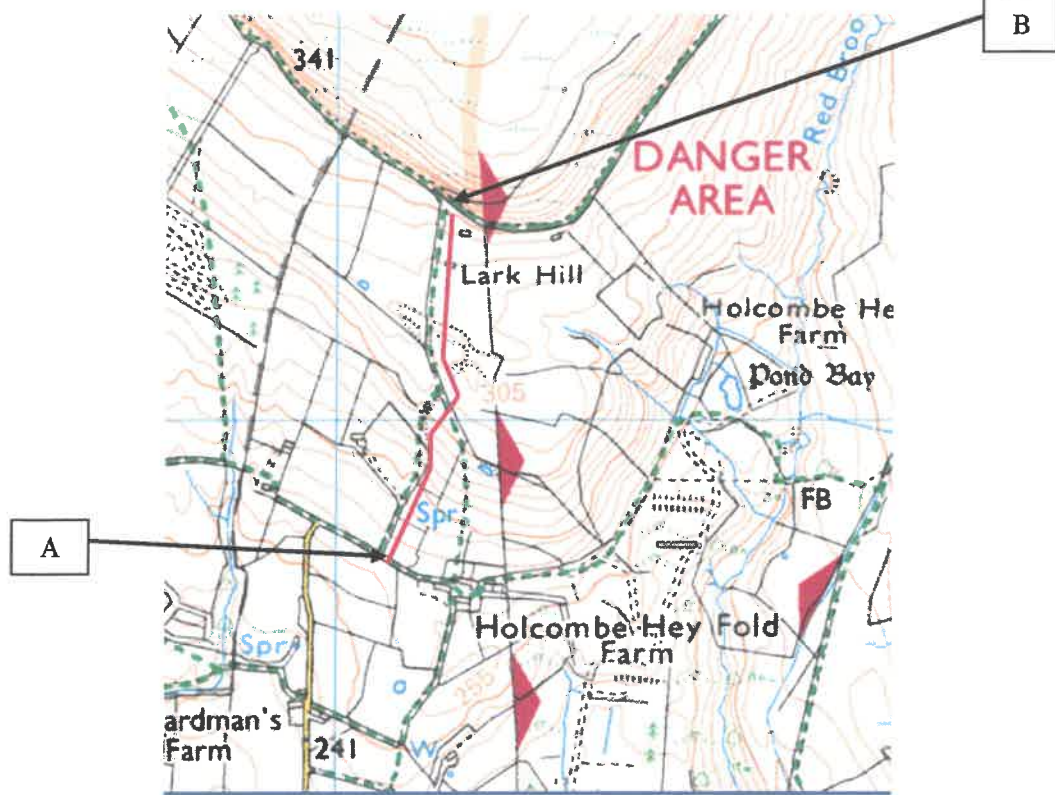 B
341
Red Broo
DANGER
AREA
Lark Hill
Holcombe He
Farm
Pond Bay
305
Spr
FB
A
Holcombe Hey Fold
Farm
Spr
255
ardman's
Farm
241
W